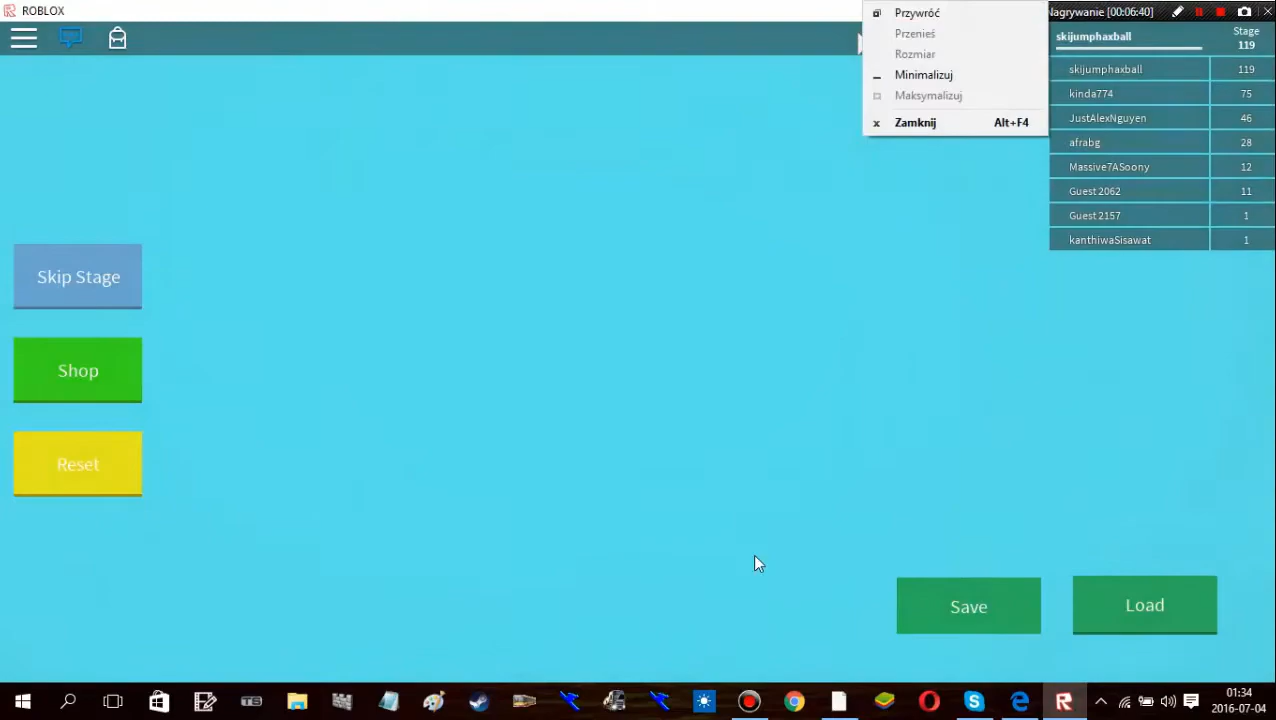 ROBLOX
Przywróć
Przenieś
Rozmiar
Minimalizuj
Maksymalizuj
Zamknij Alt+F4
Nagrywanie [00:06:40]
skijumphaxball Stage
119
skijumphaxball 119
kinda774 75
JustAlexNguyen 46
afrabg 28
Massive7ASoony 12
Guest 2062 11
Guest 2157 1
kanthiwaSisawat 1
Skip Stage
Shop
Reset
Save
Load
01:34
2016-07-04